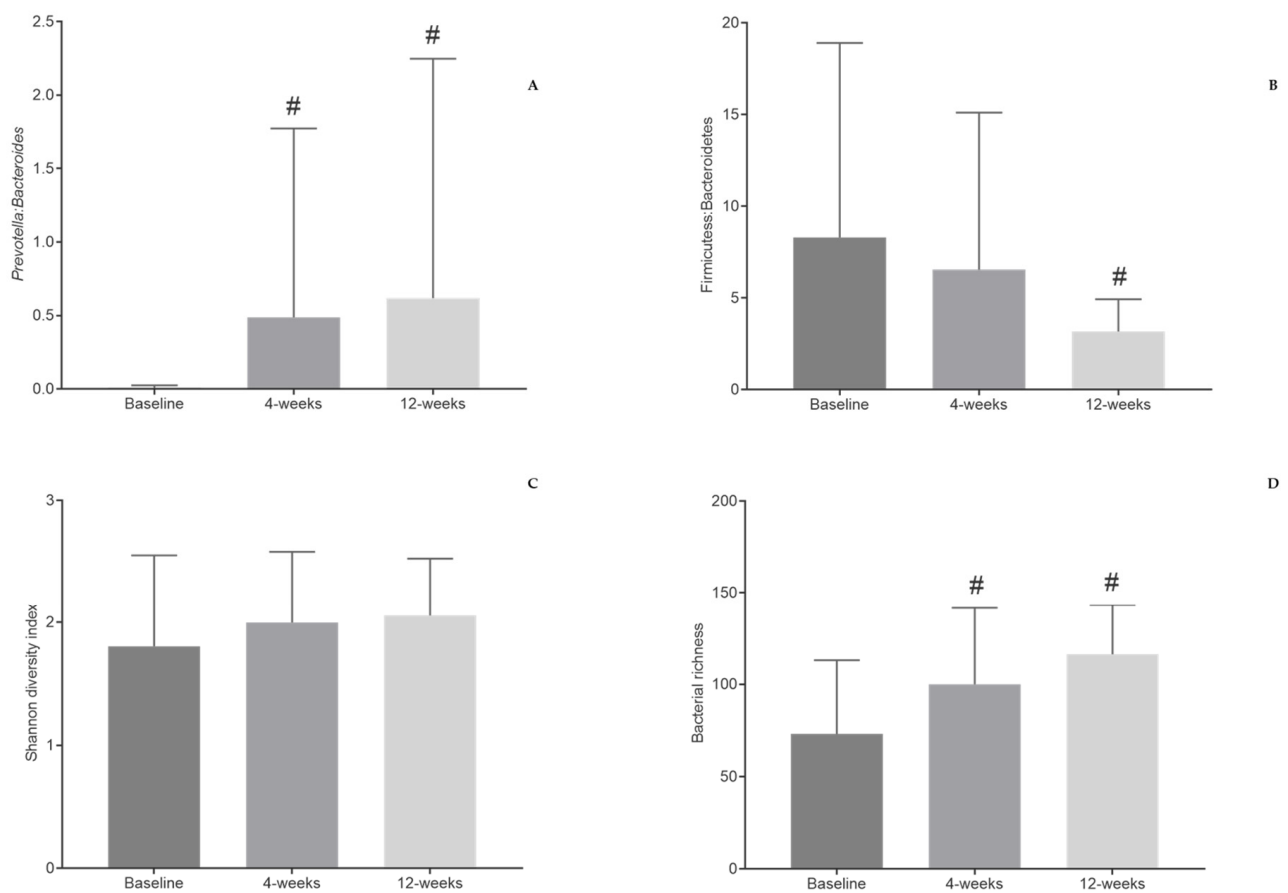 A
Prevotella:Bacteroides
2.5
2.0
1.5
1.0
0.5
0.0
#
#
Baseline
4-weeks
12-weeks
B
Firmicutess:Bacteroidetes
20
15
10
5
0
#
Baseline
4-weeks
12-weeks
C
Shannon diversity index
3
2
1
0
Baseline
4-weeks
12-weeks
D
Bacterial richness
200
150
100
50
0
#
#
Baseline
4-weeks
12-weeks